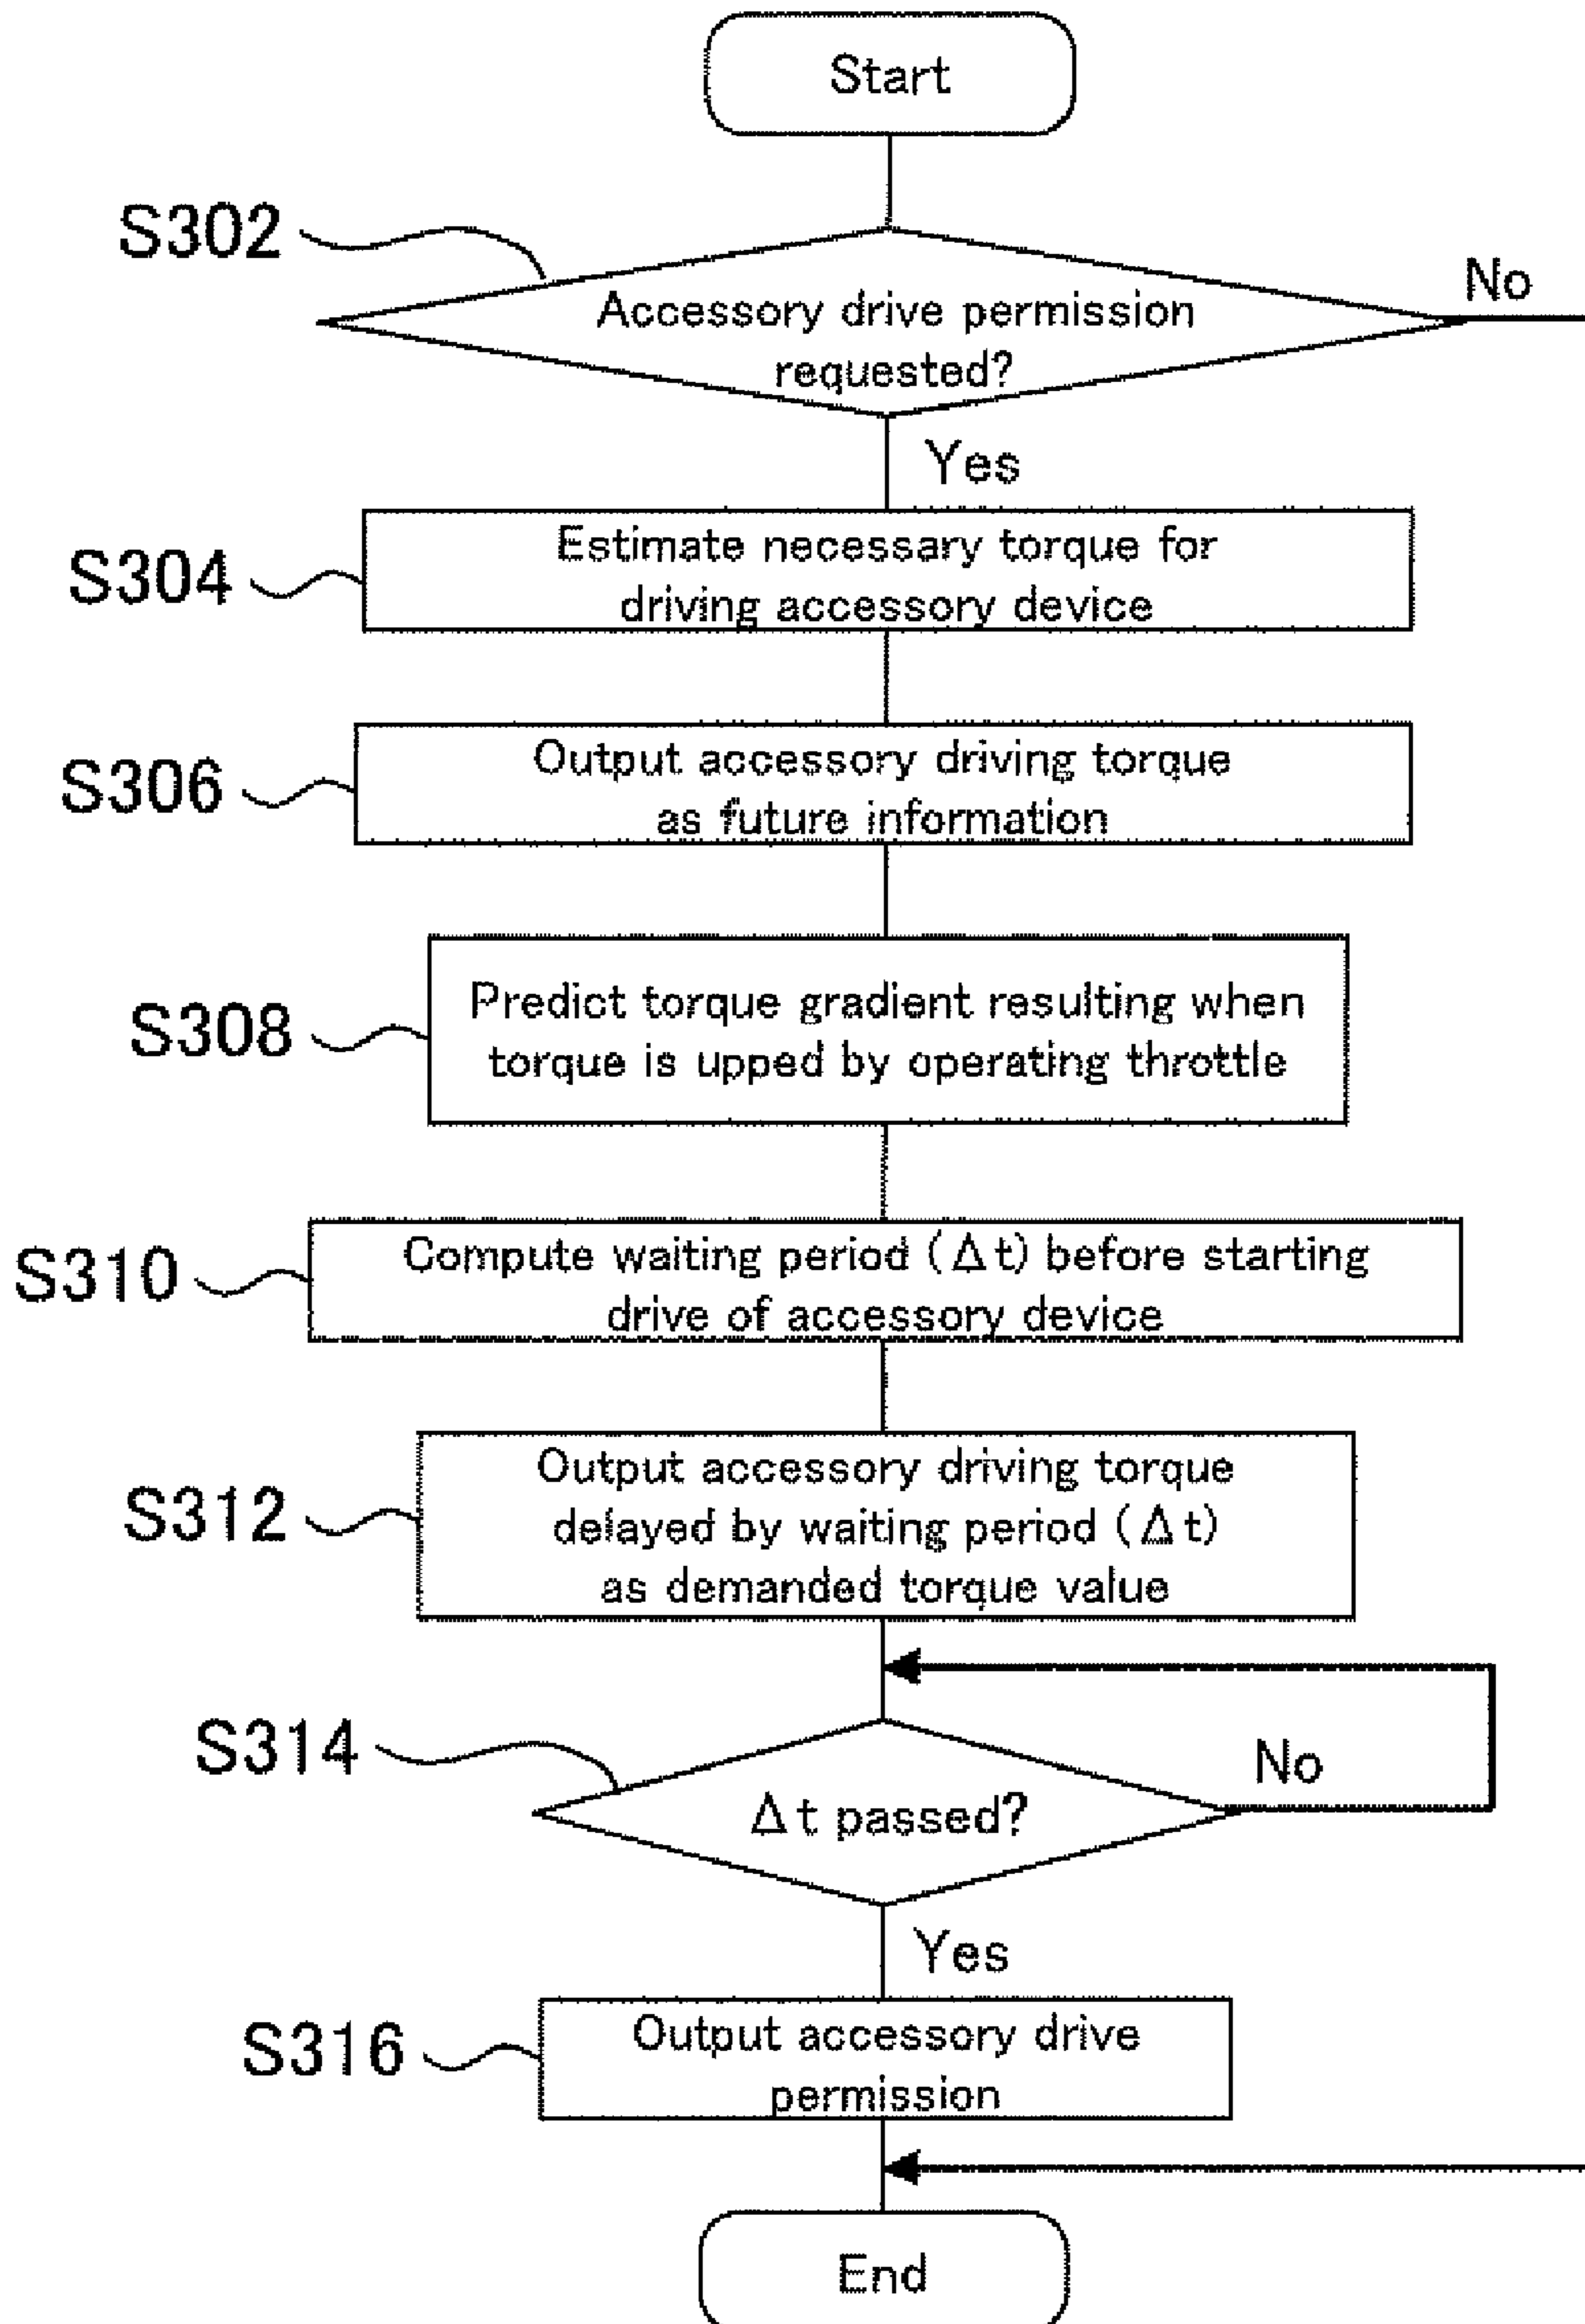 Start
S302
No
Accessory drive permission
requested?
Yes
S304
Estimate necessary torque for
driving accessory device
S306
Output accessory driving torque
as future information
S308
Predict torque gradient resulting when
torque is upped by operating throttle
S310
Compute waiting period (Δt) before starting
drive of accessory device
S312
Output accessory driving torque
delayed by waiting period (Δt)
as demanded torque value
S314
No
Δt passed?
Yes
S316
Output accessory drive
permission
End